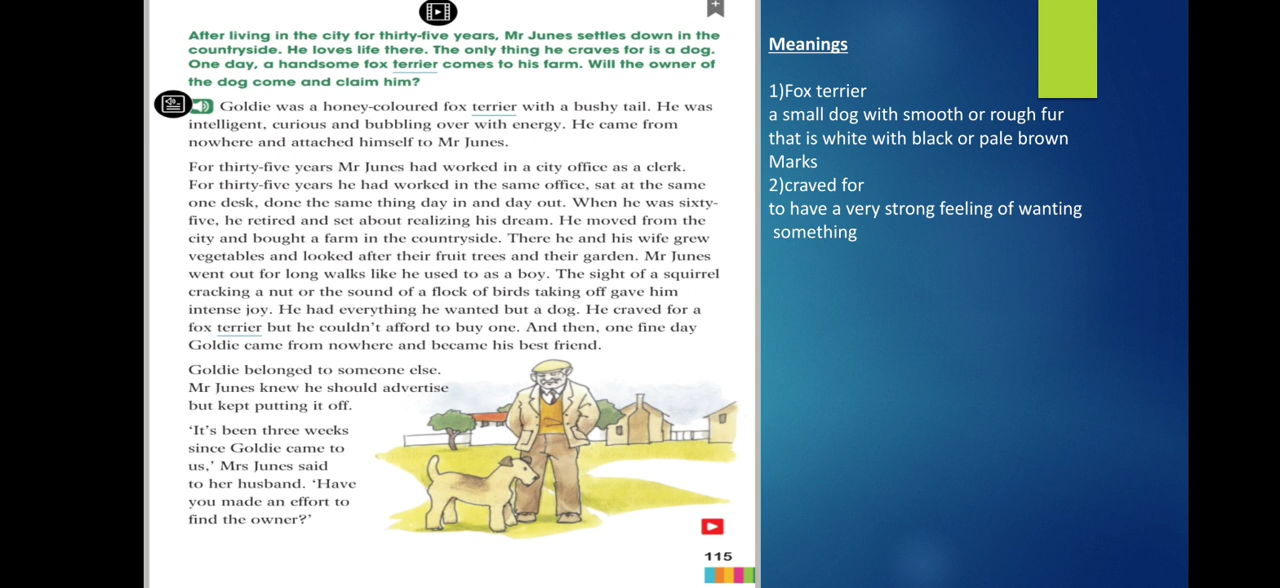 After living in the city for thirty-five years, Mr Junes settles down in the
countryside. He loves life there. The only thing he craves for is a dog.
One day, a handsome fox terrier comes to his farm. Will the owner of
the dog come and claim him?
Goldie was a honey-coloured fox terrier with a bushy tail. He was
intelligent, curious and bubbling over with energy. He came from
nowhere and attached himself to Mr Junes.
For thirty-five years Mr Junes had worked in a city office as a clerk.
For thirty-five years he had worked in the same office, sat at the same
one desk, done the same thing day in and day out. When he was sixty-
five, he retired and set about realizing his dream. He moved from the
city and bought a farm in the countryside. There he and his wife grew
vegetables and looked after their fruit trees and their garden. Mr Junes
went out for long walks like he used to as a boy. The sight of a squirrel
cracking a nut or the sound of a flock of birds taking off gave him
intense joy. He had everything he wanted but a dog. He craved for a
fox terrier but he couldn't afford to buy one. And then, one fine day
Goldie came from nowhere and became his best friend.
Goldie belonged to someone else.
Mr Junes knew he should advertise
but kept putting it off.
‘It's been three weeks
since Goldie came to
us,’ Mrs Junes said
to her husband. ‘Have
you made an effort to
find the owner?’
115
Meanings
1)Fox terrier
a small dog with smooth or rough fur
that is white with black or pale brown
Marks
2)craved for
to have a very strong feeling of wanting
something